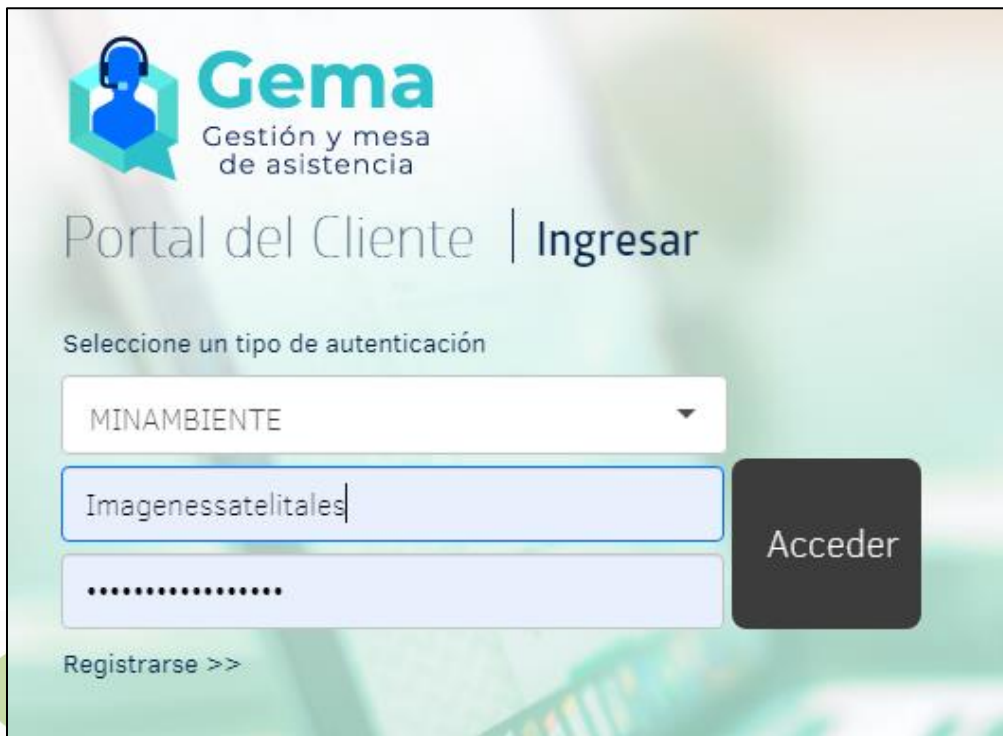 Gema
Gestión y mesa
de asistencia
Portal del Cliente | Ingresar
Seleccione un tipo de autenticación
MINAMBIENTE
Imagenessatelitales
•••••••••••••••••
Acceder
Registrarse >>